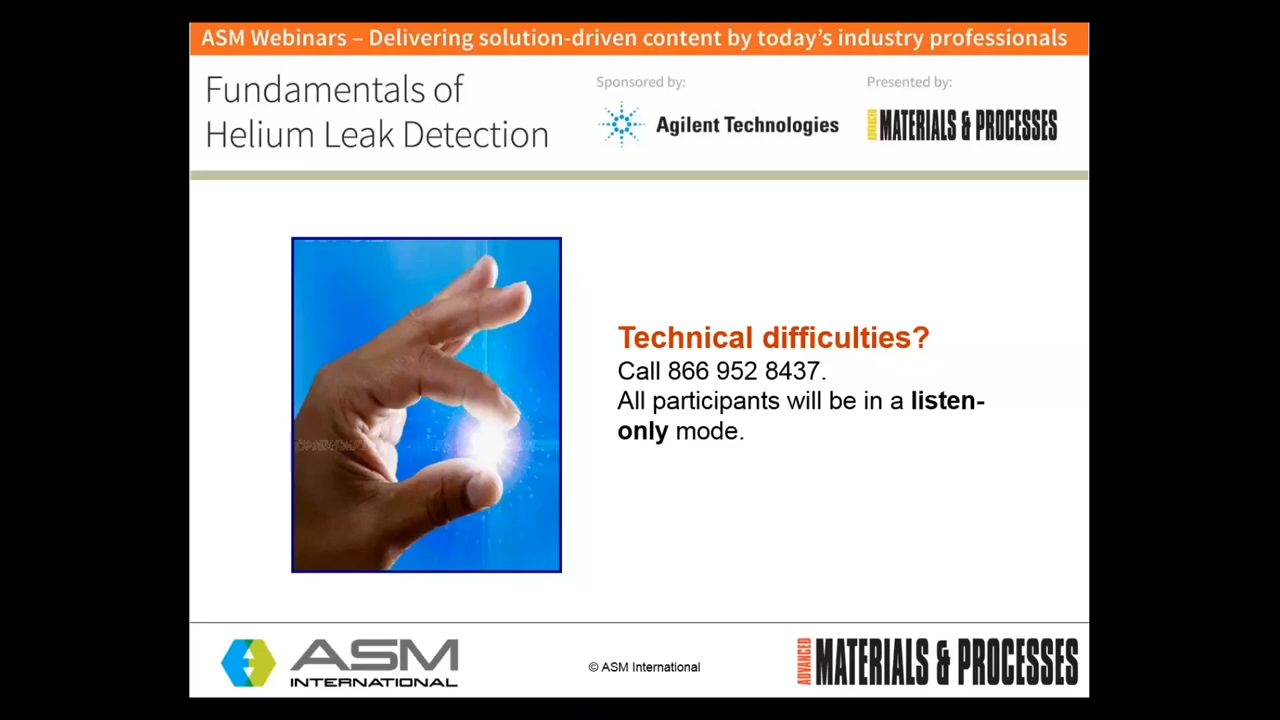 ASM Webinars – Delivering solution-driven content by today's industry professionals
Fundamentals of
Helium Leak Detection
Sponsored by:
Agilent Technologies
Presented by:
ADVANCED MATERIALS & PROCESSES
Technical difficulties?
Call 866 952 8437.
All participants will be in a listen-
only mode.
ASM
INTERNATIONAL
© ASM International
ADVANCED MATERIALS & PROCESSES